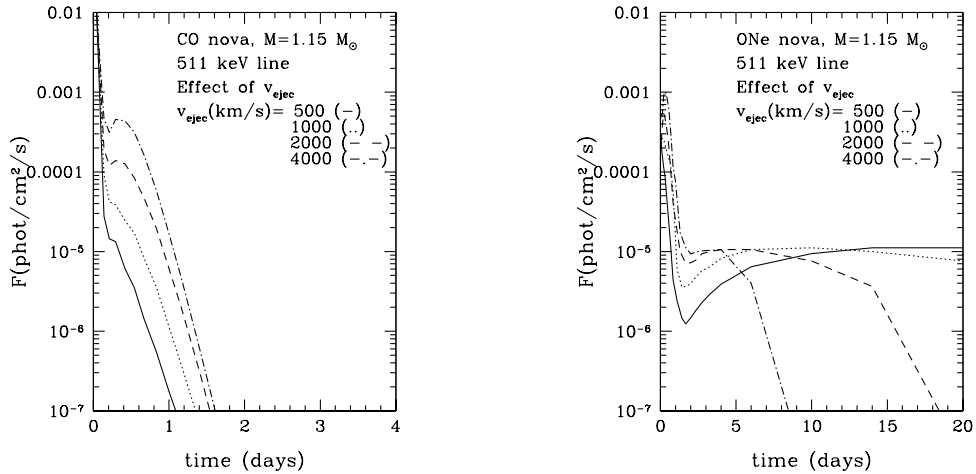 0.01
CO nova, M=1.15 M☉
511 keV line
Effect of v_ejec
v_ejec(km/s)= 500 (−)
1000 (..)
2000 (− −)
4000 (−.−)
0.001
0.0001
10⁻⁵
10⁻⁶
10⁻⁷
F(phot/cm²/s)
0 1 2 3 4
time (days)
0.01
ONe nova, M=1.15 M☉
511 keV line
Effect of v_ejec
v_ejec(km/s)= 500 (−)
1000 (..)
2000 (− −)
4000 (−.−)
0.001
0.0001
10⁻⁵
10⁻⁶
10⁻⁷
F(phot/cm²/s)
0 5 10 15 20
time (days)